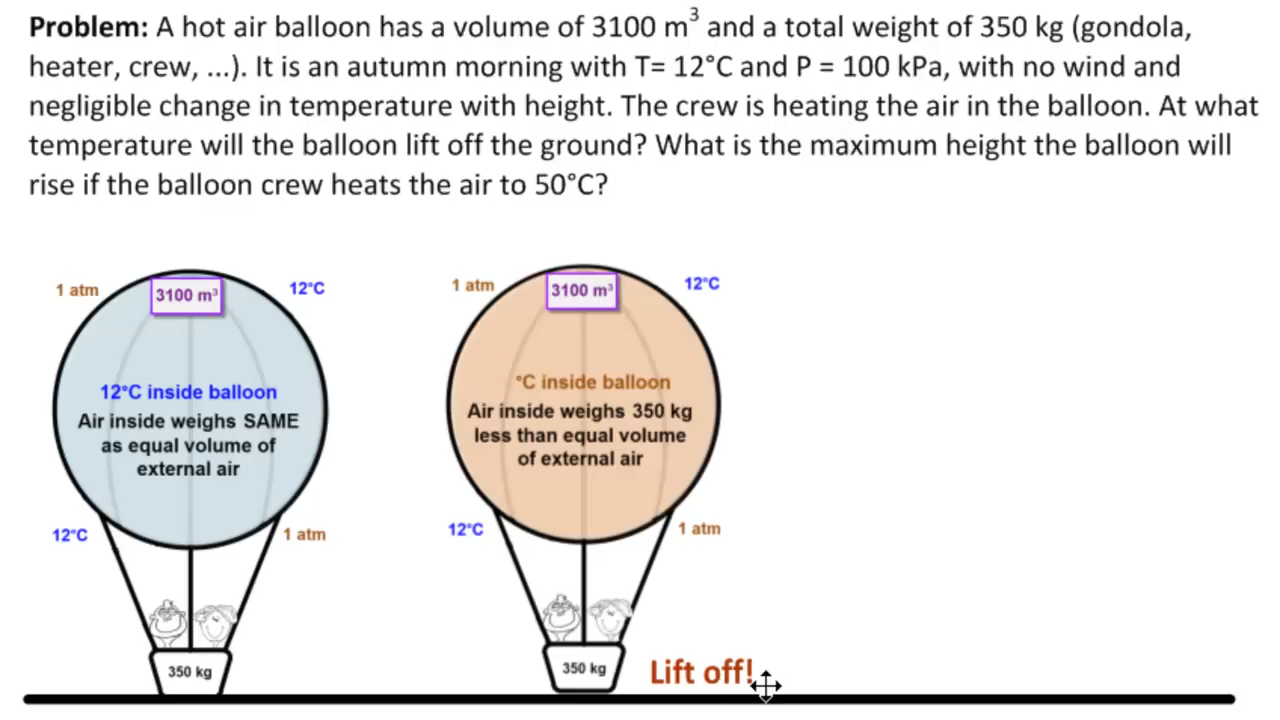 Problem: A hot air balloon has a volume of 3100 m³ and a total weight of 350 kg (gondola,
heater, crew, ...). It is an autumn morning with T= 12°C and P = 100 kPa, with no wind and
negligible change in temperature with height. The crew is heating the air in the balloon. At what
temperature will the balloon lift off the ground? What is the maximum height the balloon will
rise if the balloon crew heats the air to 50°C?
1 atm
3100 m³
12°C
12°C inside balloon
Air inside weighs SAME
as equal volume of
external air
12°C
1 atm
350 kg
1 atm
3100 m³
12°C
°C inside balloon
Air inside weighs 350 kg
less than equal volume
of external air
12°C
1 atm
350 kg
Lift off!